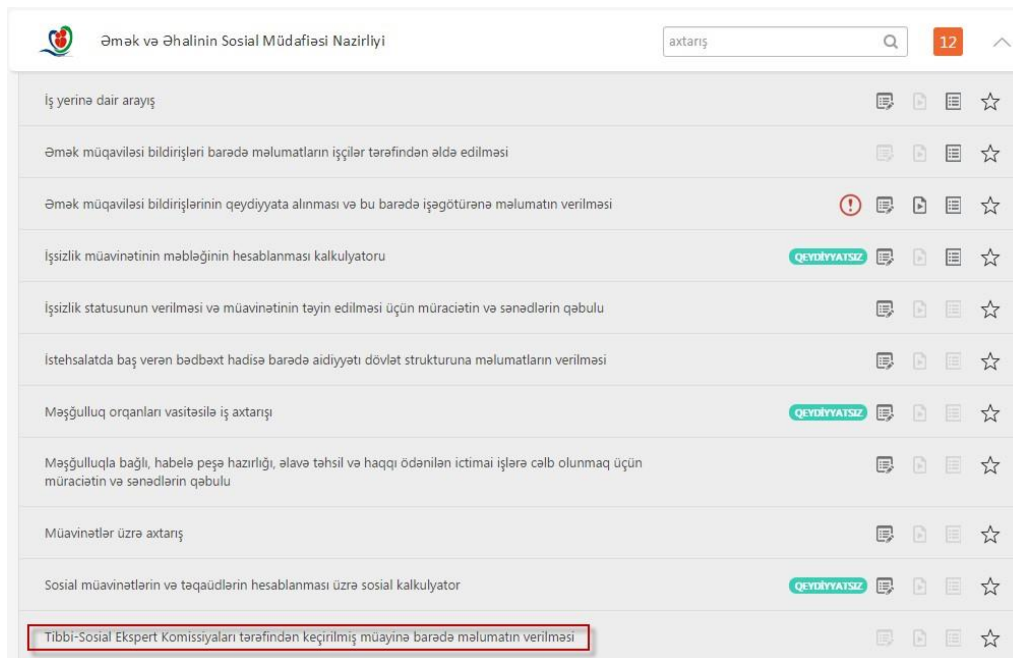 Əmək və Əhalinin Sosial Müdafiəsi Nazirliyi
axtarış
12
İş yerinə dair arayış
Əmək müqaviləsi bildirişləri barədə məlumatların işçilər tərəfindən əldə edilməsi
Əmək müqaviləsi bildirişlərinin qeydiyyata alınması və bu barədə işəgötürənə məlumatın verilməsi
İşsizlik müavinətinin məbləğinin hesablanması kalkulyatoru
QEYDİYYATSIZ
İşsizlik statusunun verilməsi və müavinətinin təyin edilməsi üçün müraciətin və sənədlərin qəbulu
İstehsalatda baş verən bədbəxt hadisə barədə aidiyyətı dövlət strukturuna məlumatların verilməsi
Məşğulluq orqanları vasitəsilə iş axtarışı
QEYDİYYATSIZ
Məşğulluqla bağlı, habelə peşə hazırlığı, əlavə təhsil və haqqı ödənilən ictimai işlərə cəlb olunmaq üçün
müraciətin və sənədlərin qəbulu
Müavinətlər üzrə axtarış
Sosial müavinətlərin və təqaüdlərin hesablanması üzrə sosial kalkulyator
QEYDİYYATSIZ
Tibbi-Sosial Ekspert Komissiyaları tərəfindən keçirilmiş müayinə barədə məlumatın verilməsi